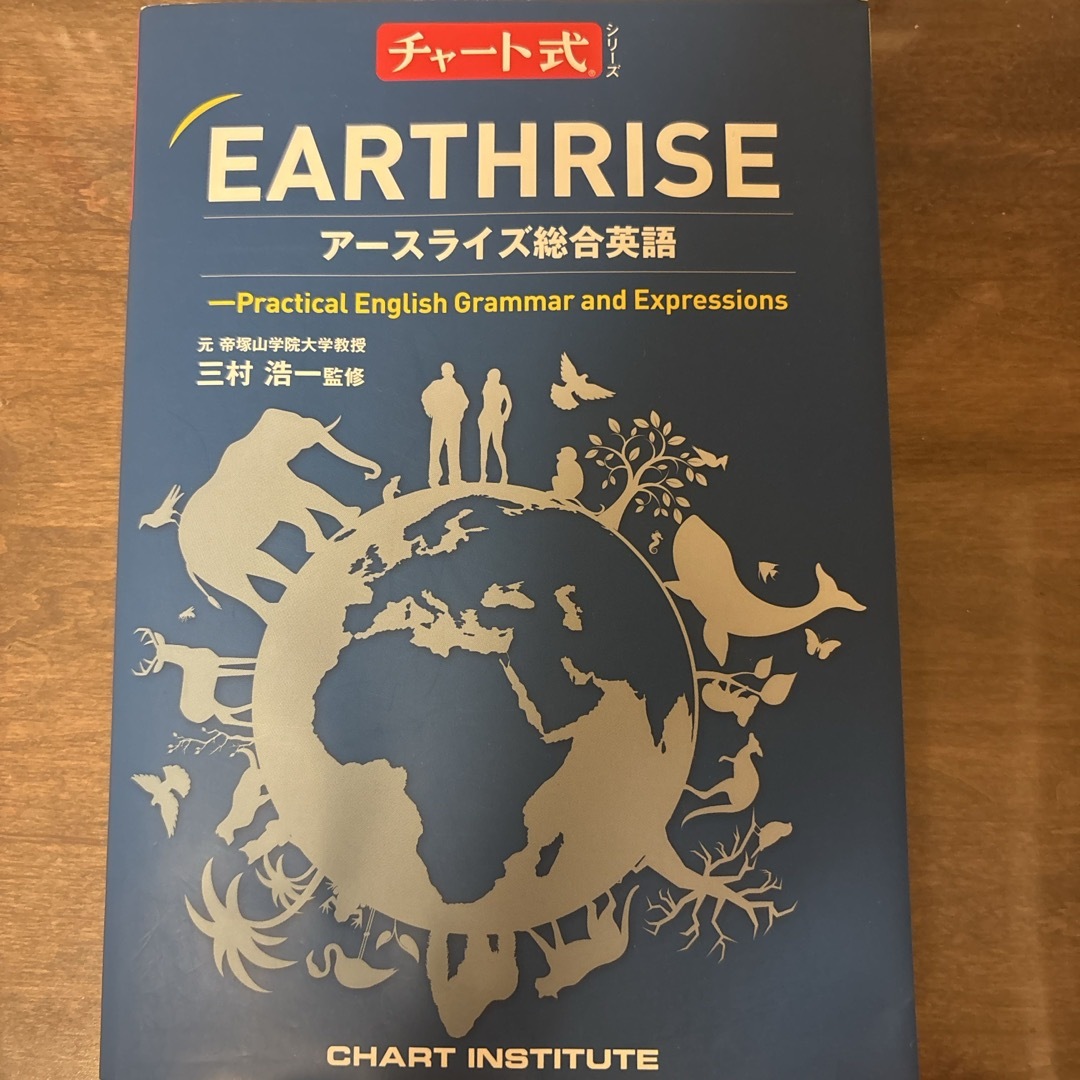 チャート式®
シリーズ
EARTHRISE
アースライズ総合英語
—Practical English Grammar and Expressions
元 帝塚山学院大学教授
三村 浩一監修
CHART INSTITUTE